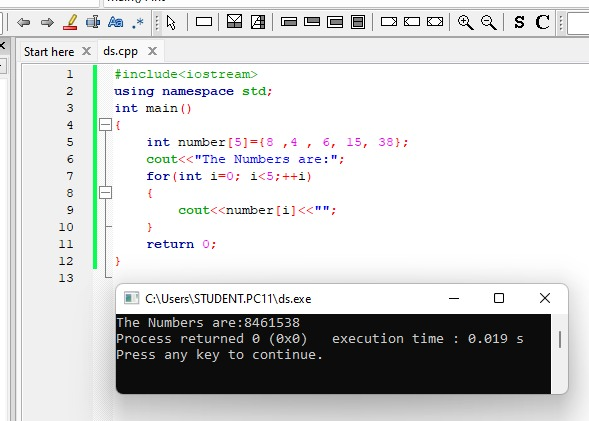 Aa .*
S C
Start here X ds.cpp X
1 #include<iostream>
2 using namespace std;
3 int main()
4 {
5 int number[5]={8 ,4 , 6, 15, 38};
6 cout<<"The Numbers are:";
7 for(int i=0; i<5;++i)
8 {
9 cout<<number[i]<<"";
10 }
11 return 0;
12 }
13
C:\Users\STUDENT.PC11\ds.exe
The Numbers are:8461538
Process returned 0 (0x0) execution time : 0.019 s
Press any key to continue.